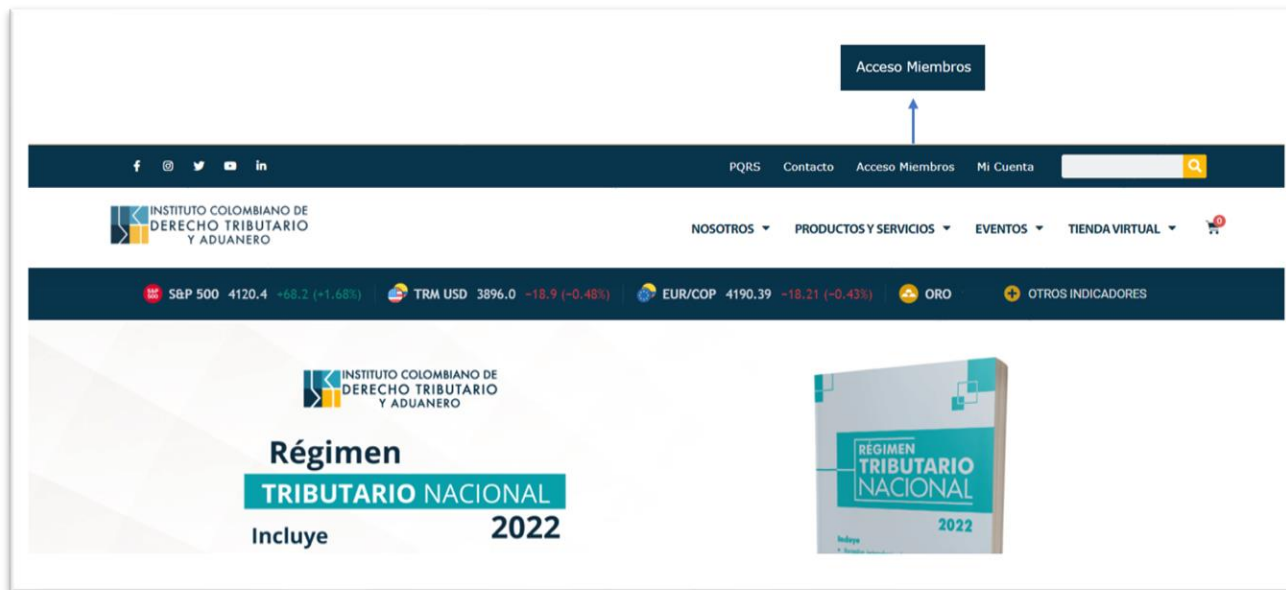 Acceso Miembros
PQRS Contacto Acceso Miembros Mi Cuenta
INSTITUTO COLOMBIANO DE
DERECHO TRIBUTARIO
Y ADUANERO
NOSOTROS PRODUCTOS Y SERVICIOS EVENTOS TIENDA VIRTUAL 0
S&P 500 S&P 500 4120.4 +68.2 (+1.68%) TRM USD 3896.0 -18.9 (-0.48%) EUR/COP 4190.39 -18.21 (-0.43%) ORO OTROS INDICADORES
INSTITUTO COLOMBIANO DE
DERECHO TRIBUTARIO
Y ADUANERO
Régimen
TRIBUTARIO NACIONAL
Incluye 2022
RÉGIMEN
TRIBUTARIO
NACIONAL
2022
Incluye